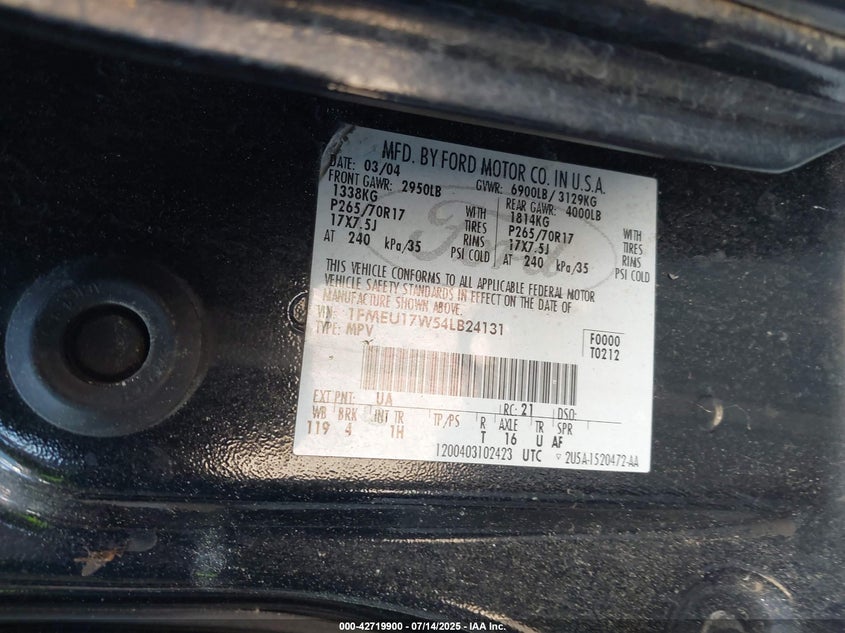 MFD. BY FORD MOTOR CO. IN U.S.A.
DATE: 03/04 GVWR: 6900LB/ 3129KG
FRONT GAWR: 2950LB REAR GAWR: 4000LB
1338KG WITH 1814KG WITH
P265/70R17 TIRES P265/70R17 TIRES
17X7.5J RIMS 17X7.5J RIMS
AT 240 kPa/35 PSI COLD AT 240 kPa/35 PSI COLD
Ford
THIS VEHICLE CONFORMS TO ALL APPLICABLE FEDERAL MOTOR
VEHICLE SAFETY STANDARDS IN EFFECT ON THE DATE OF
MANUFACTURE SHOWN ABOVE.
VIN: 1FMEU17W54LB24131
TYPE: MPV
F0000
T0212
EXT PNT: UA RC: 21 DSO:
WB BRK INT TR TP/PS R AXLE TR SPR
119 4 1H T 16 U AF
1200403102423 UTC ▽ 2U5A-1520472-AA
000-42719900 - 07/14/2025 - IAA Inc.